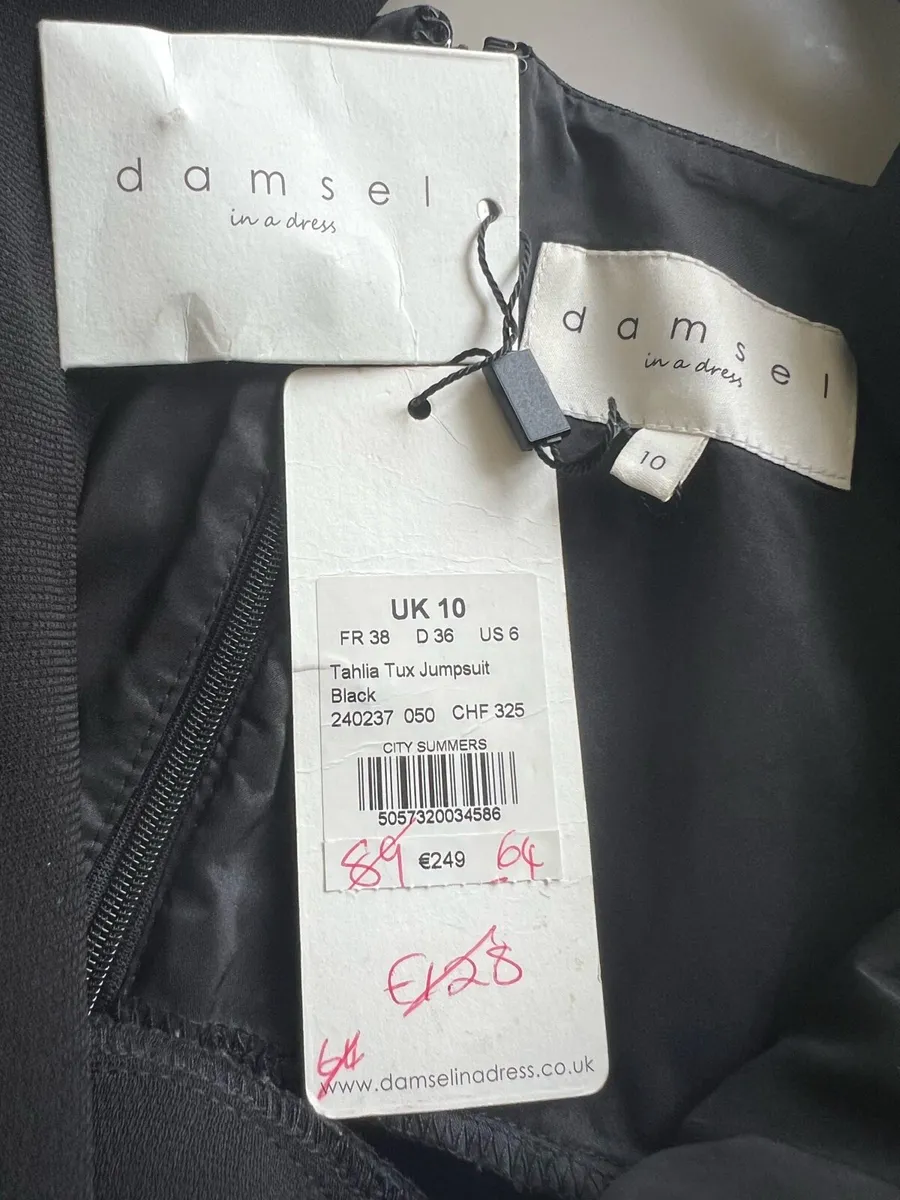 damsel
in a dress
damsel
in a dress
10
UK 10
FR 38 D 36 US 6
Tahlia Tux Jumpsuit
Black
240237 050 CHF 325
CITY SUMMERS
5057320034586
89 €249 64
€128
64
www.damselinadress.co.uk